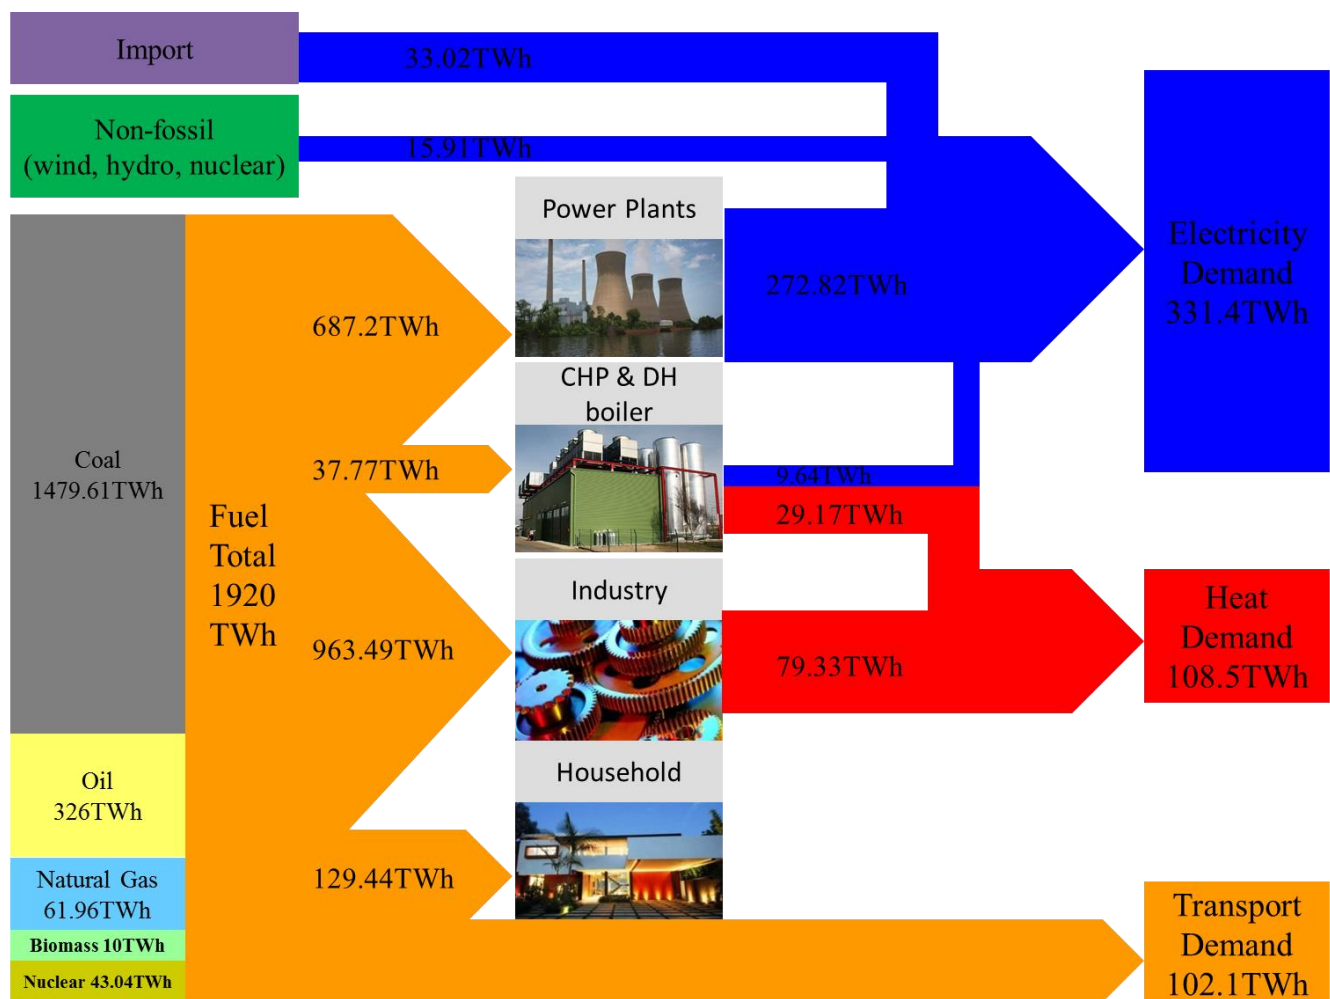 Import
33.02TWh
Non-fossil
(wind, hydro, nuclear)
15.91TWh
Power Plants
272.82TWh
Electricity
Demand
331.4TWh
687.2TWh
CHP & DH
boiler
37.77TWh
9.64TWh
29.17TWh
Coal
1479.61TWh
Fuel
Total
1920
TWh
Industry
963.49TWh
79.33TWh
Heat
Demand
108.5TWh
Oil
326TWh
Household
129.44TWh
Natural Gas
61.96TWh
Biomass 10TWh
Nuclear 43.04TWh
Transport
Demand
102.1TWh